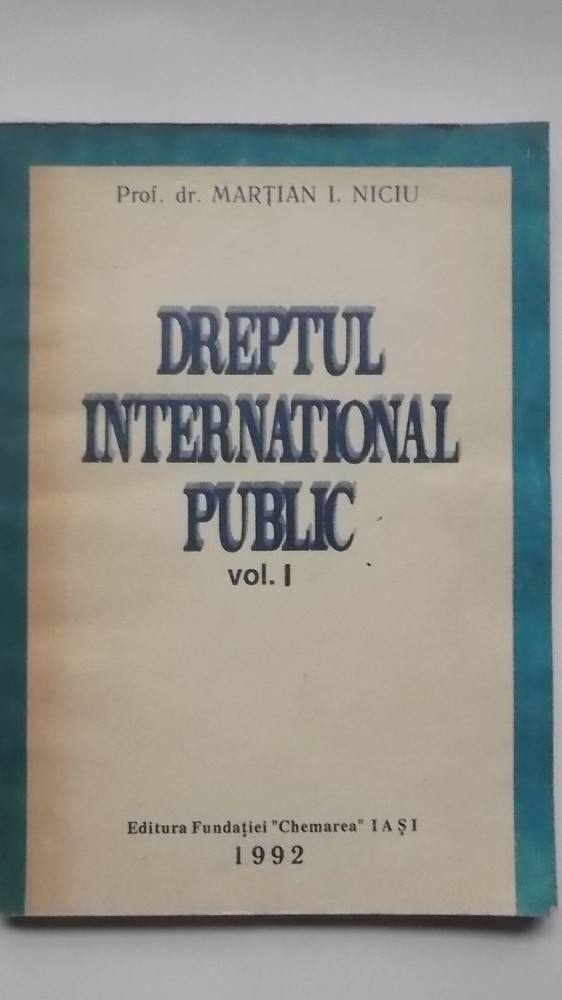 Prof. dr. MARȚIAN I. NICIU
DREPTUL
INTERNATIONAL
PUBLIC
vol. I
Editura Fundației "Chemarea" IAȘI
1992